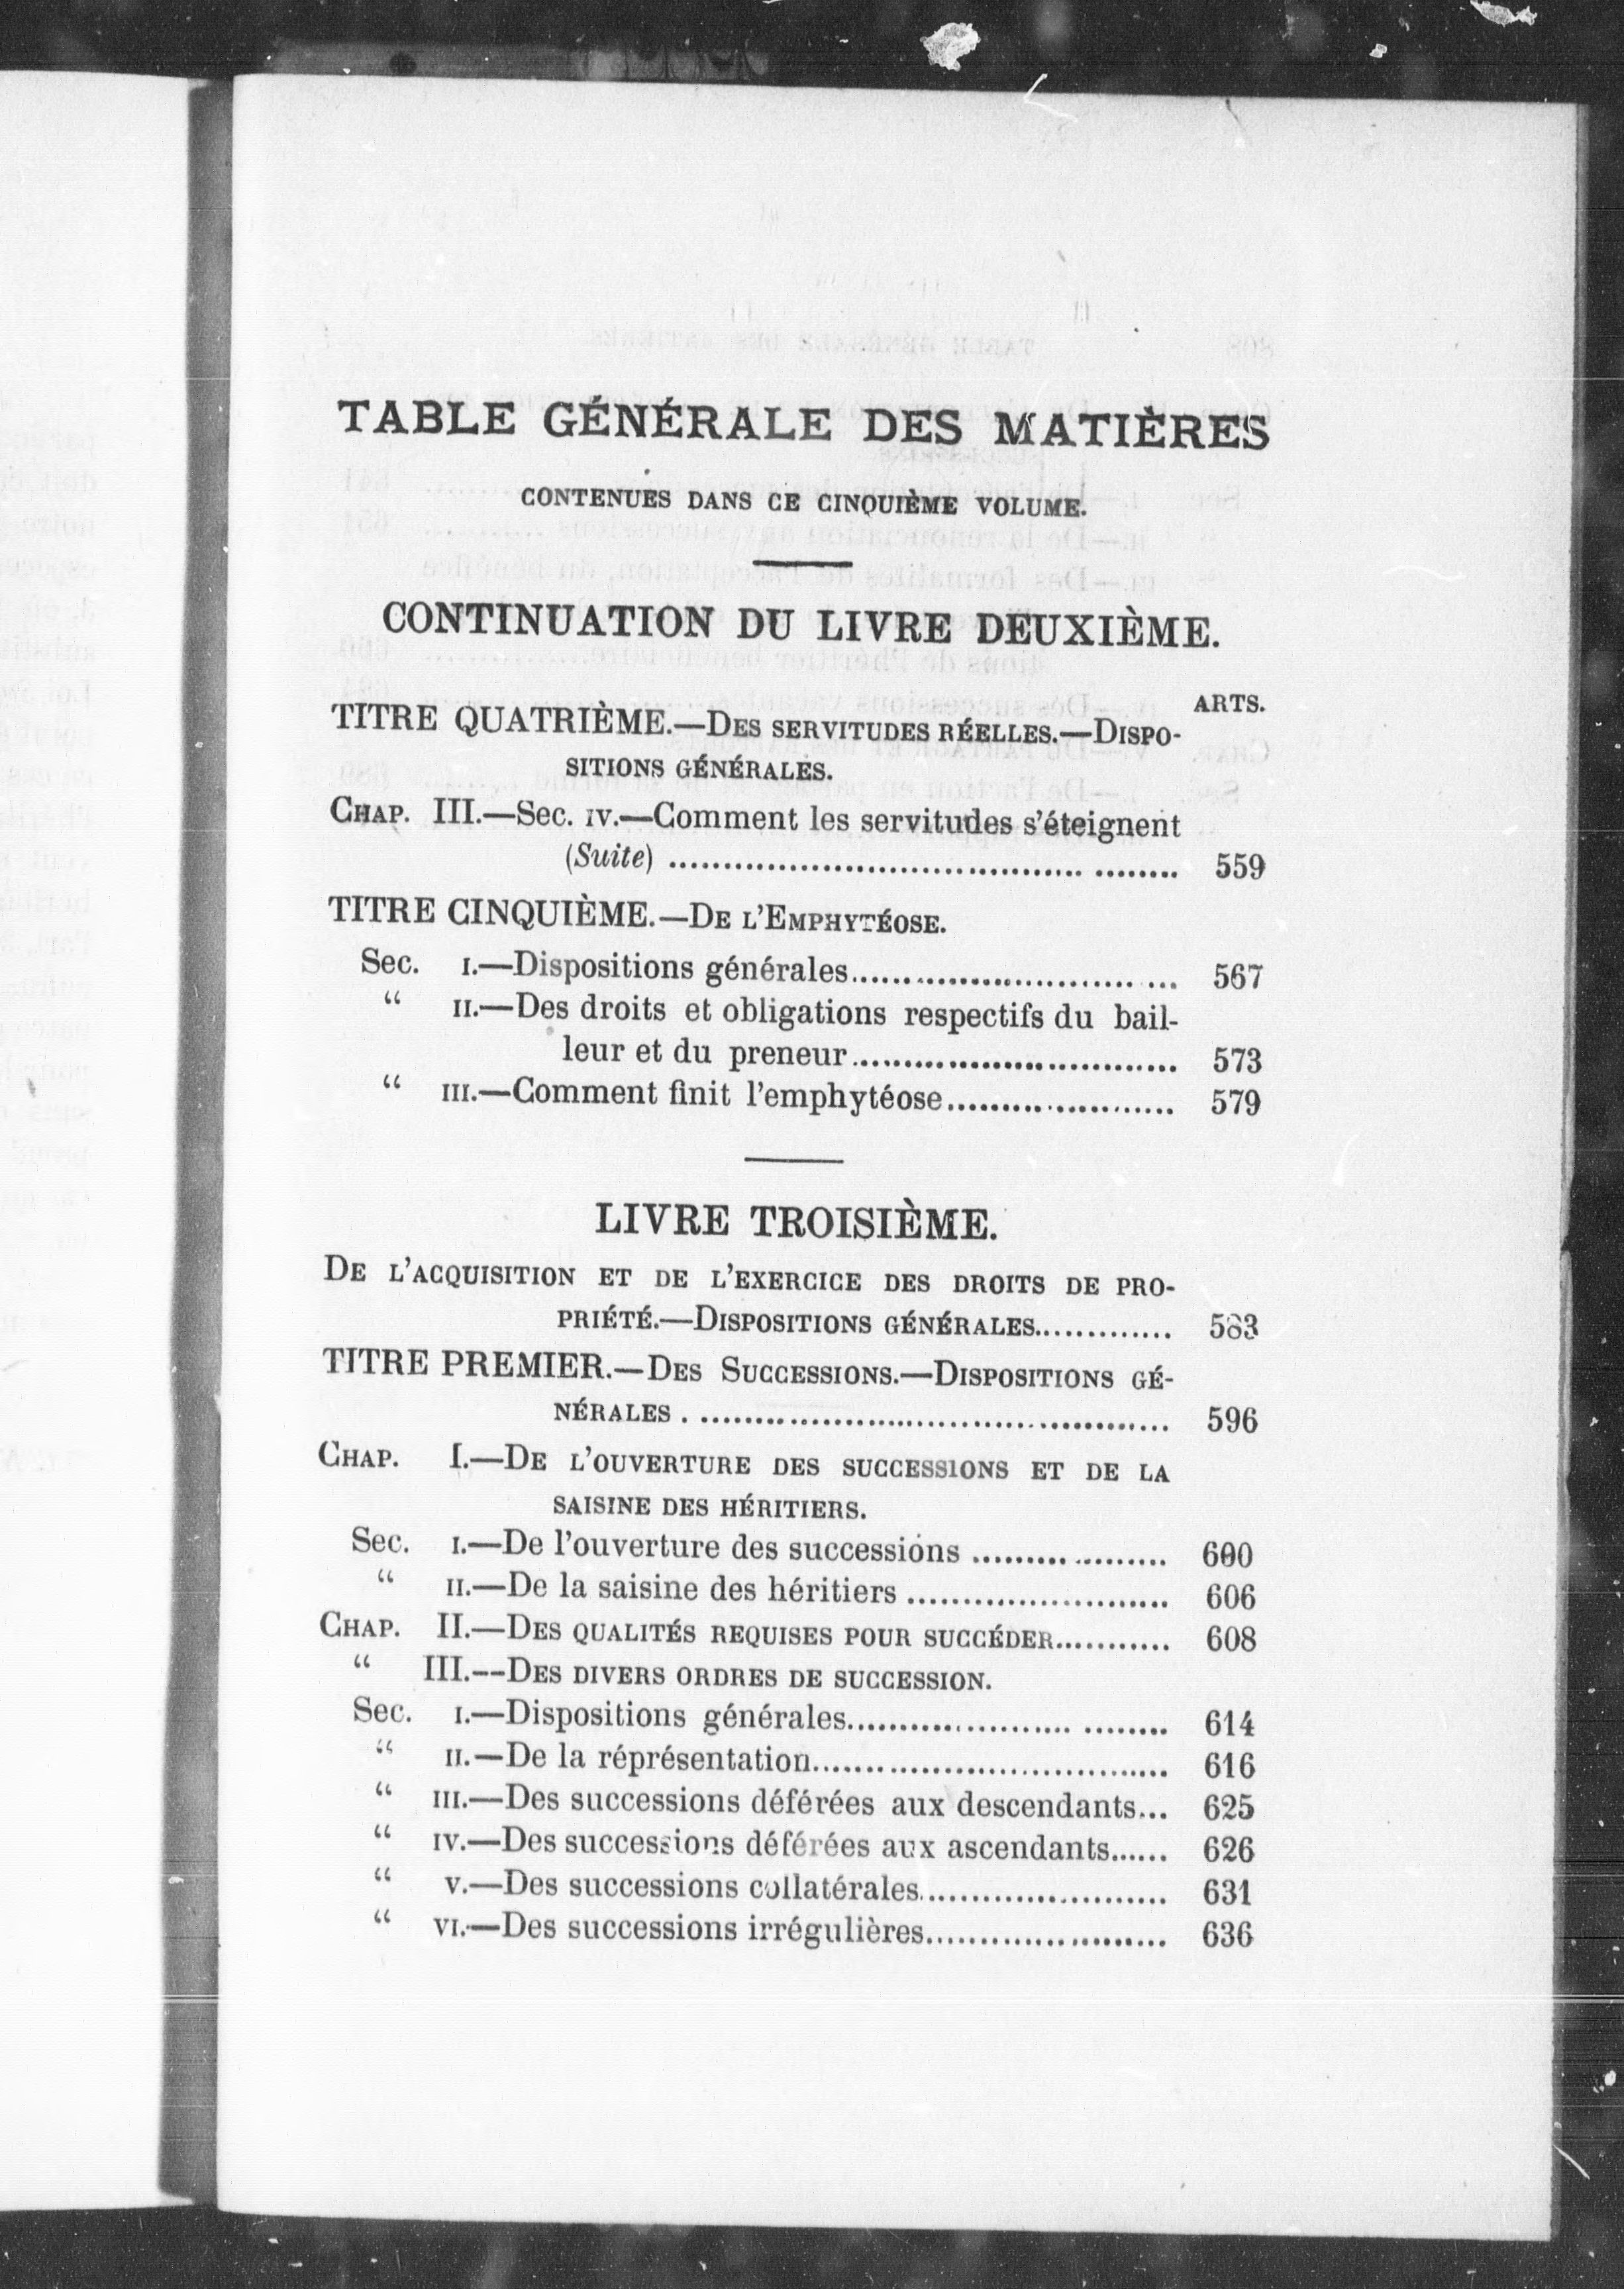 TABLE GÉNÉRALE DES MATIÈRES
CONTENUES DANS CE CINQUIÈME VOLUME.
CONTINUATION DU LIVRE DEUXIÈME.
ARTS.
TITRE QUATRIÈME.—DES SERVITUDES RÉELLES.—DISPO-
SITIONS GÉNÉRALES.
CHAP. III.—Sec. IV.—Comment les servitudes s'éteignent
(Suite) ................................................ 559
TITRE CINQUIÈME.—DE L'EMPHYTÉOSE.
Sec. I.—Dispositions générales.............................. 567
“ II.—Des droits et obligations respectifs du bail-
leur et du preneur................................ 573
“ III.—Comment finit l'emphytéose...................... 579
LIVRE TROISIÈME.
DE L'ACQUISITION ET DE L'EXERCICE DES DROITS DE PRO-
PRIÉTÉ.—DISPOSITIONS GÉNÉRALES............. 583
TITRE PREMIER.—DES SUCCESSIONS.—DISPOSITIONS GÉ-
NÉRALES ............................................ 596
CHAP. I.—DE L'OUVERTURE DES SUCCESSIONS ET DE LA
SAISINE DES HÉRITIERS.
Sec. I.—De l'ouverture des successions .................. 600
“ II.—De la saisine des héritiers ........................ 606
CHAP. II.—DES QUALITÉS REQUISES POUR SUCCÉDER........... 608
“ III.--DES DIVERS ORDRES DE SUCCESSION.
Sec. I.—Dispositions générales.............................. 614
“ II.—De la réprésentation.................................. 616
“ III.—Des successions déférées aux descendants... 625
“ IV.—Des successions déférées aux ascendants...... 626
“ V.—Des successions collatérales........................ 631
“ VI.—Des successions irrégulières....................... 636